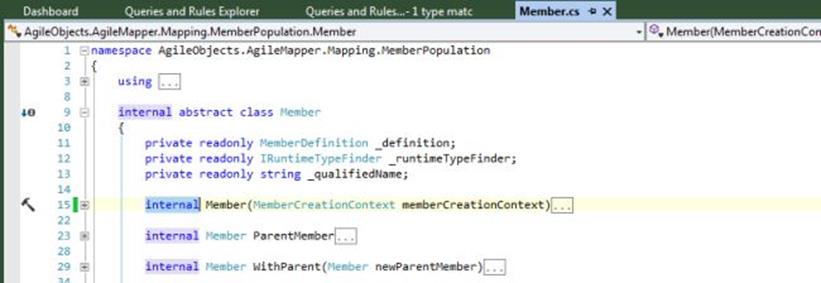 Dashboard Queries and Rules Explorer Queries and Rules...- 1 type matc Member.cs
AgileObjects.AgileMapper.Mapping.MemberPopulation.Member Member(MemberCreationCon
1 namespace AgileObjects.AgileMapper.Mapping.MemberPopulation
2 {
3 using ...
8
9 internal abstract class Member
10 {
11 private readonly MemberDefinition _definition;
12 private readonly IRuntimeTypeFinder _runtimeTypeFinder;
13 private readonly string _qualifiedName;
14
15 internal Member(MemberCreationContext memberCreationContext)...
22
23 internal Member ParentMember...
28
29 internal Member WithParent(Member newParentMember)...
34